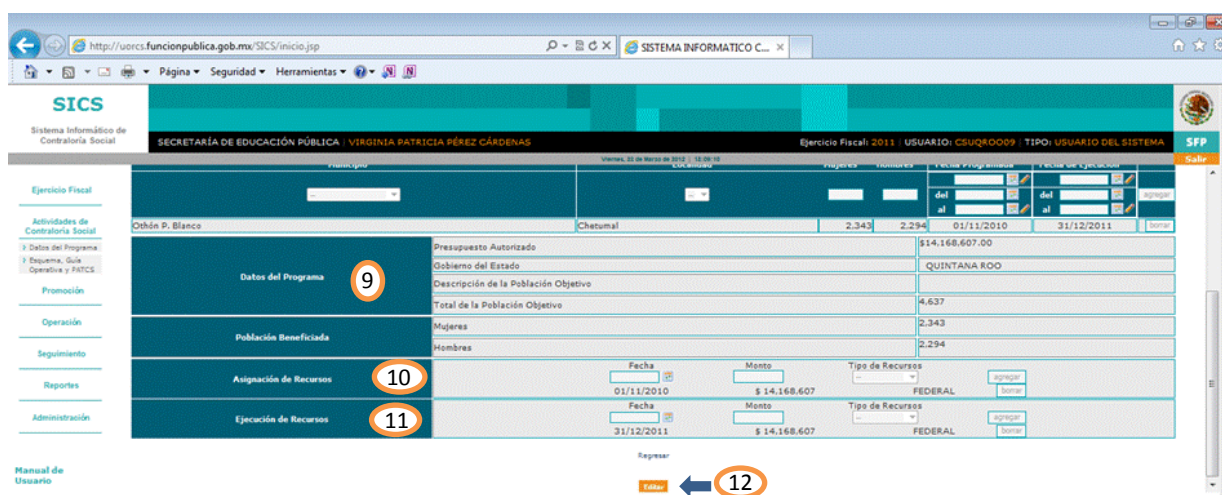 http://uorcs.funcionpublica.gob.mx/SICS/inicio.jsp
SISTEMA INFORMATICO C...
Página Seguridad Herramientas
SICS
Sistema Informático de
Contraloría Social
SECRETARÍA DE EDUCACIÓN PÚBLICA | VIRGINIA PATRICIA PÉREZ CÁRDENAS
Ejercicio Fiscal: 2011 | USUARIO: CSUQROO09 | TIPO: USUARIO DEL SISTEMA
SFP
Viernes, 23 de Marzo de 2012 |
Salir
Municipio Localidad Mujeres Hombres Fecha Programada Fecha de Ejecución
-- --
del del agregar
al al
Othón P. Blanco Chetumal 2,343 2,294 01/11/2010 31/12/2011 borrar
Ejercicio Fiscal
Actividades de
Contraloría Social
Datos del Programa
Esquema, Guía
Operativa y PATCS
Promoción
Operación
Seguimiento
Reportes
Administración
Manual de
Usuario
Datos del Programa 9
Presupuesto Autorizado $14,168,607.00
Gobierno del Estado QUINTANA ROO
Descripción de la Población Objetivo
Total de la Población Objetivo 4,637
Población Beneficiada
Mujeres 2,343
Hombres 2,294
Asignación de Recursos 10
Fecha Monto Tipo de Recursos
-- agregar
01/11/2010 $ 14,168,607 FEDERAL borrar
Ejecución de Recursos 11
Fecha Monto Tipo de Recursos
-- agregar
31/12/2011 $ 14,168,607 FEDERAL borrar
Regresar
Editar 12